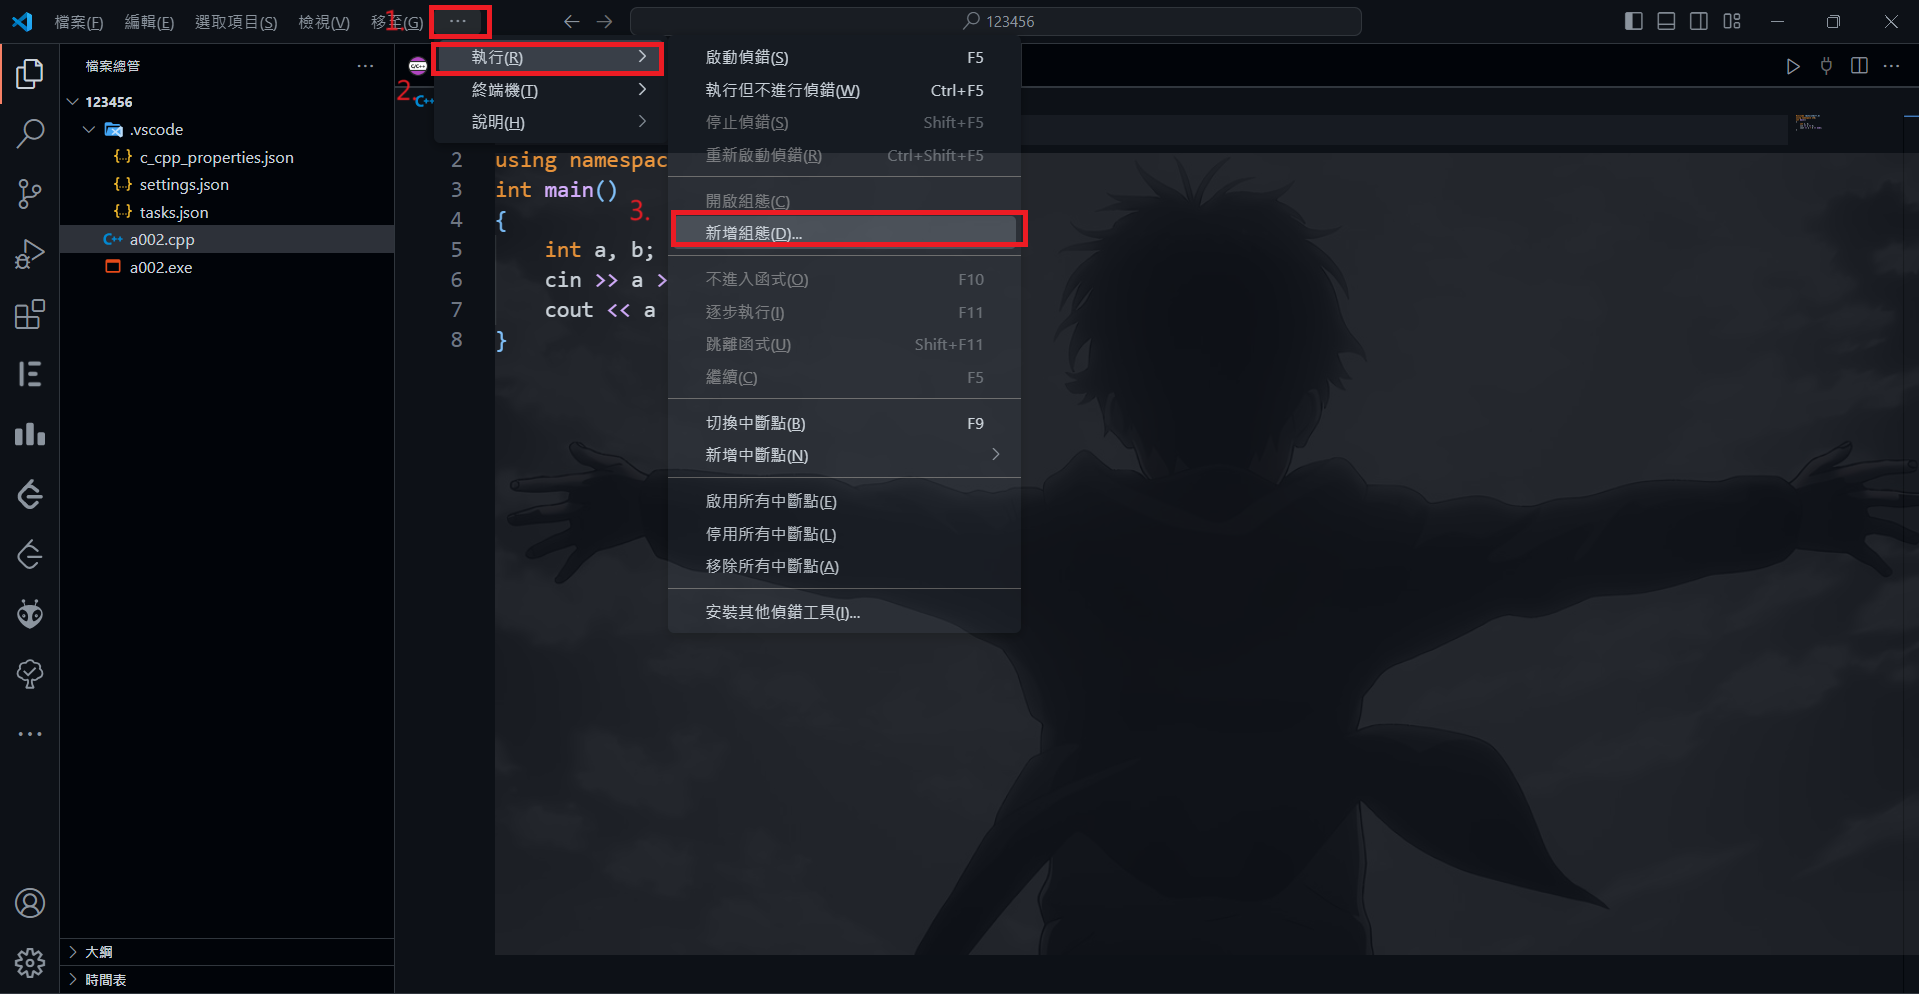 檔案(F) 編輯(E) 選取項目(S) 檢視(V) 移至(G) ... 123456
1.
檔案總管 ...
123456
.vscode
{..} c_cpp_properties.json
{..} settings.json
{..} tasks.json
C++ a002.cpp
a002.exe
大綱
時間表
2.
C/C++
C++
執行(R)
終端機(T)
說明(H)
3.
啟動偵錯(S) F5
執行但不進行偵錯(W) Ctrl+F5
停止偵錯(S) Shift+F5
重新啟動偵錯(R) Ctrl+Shift+F5
開啟組態(C)
新增組態(D)...
不進入函式(O) F10
逐步執行(I) F11
跳離函式(U) Shift+F11
繼續(C) F5
切換中斷點(B) F9
新增中斷點(N)
啟用所有中斷點(E)
停用所有中斷點(L)
移除所有中斷點(A)
安裝其他偵錯工具(I)...
2 using namespac
3 int main()
4 {
5 int a, b;
6 cin >> a >
7 cout << a
8 }